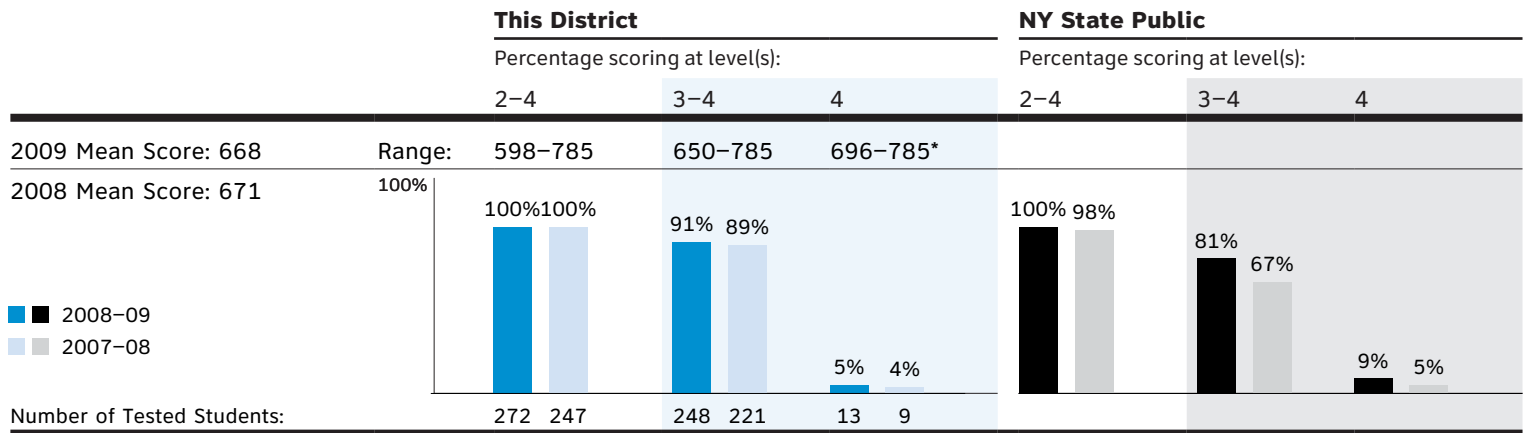 This District NY State Public
Percentage scoring at level(s): Percentage scoring at level(s):
2–4 3–4 4 2–4 3–4 4
2009 Mean Score: 668 Range: 598–785 650–785 696–785*
2008 Mean Score: 671 100%
100% 100% 91% 89% 5% 4% 100% 98% 81% 67% 9% 5%
2008–09
2007–08
Number of Tested Students: 272 247 248 221 13 9